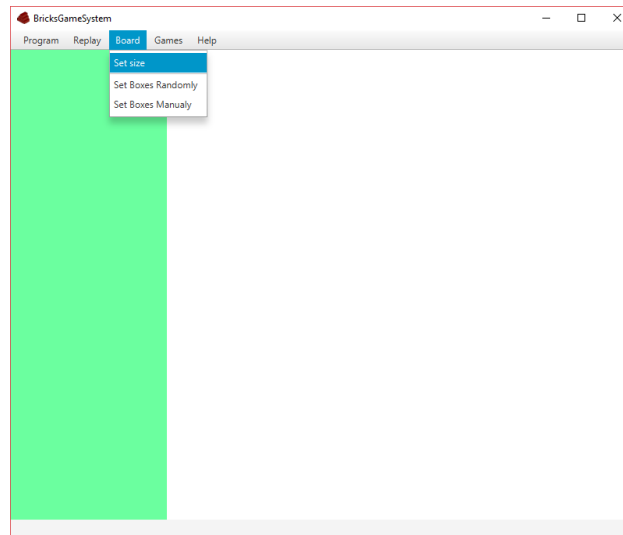 BricksGameSystem
Program Replay Board Games Help
Set size
Set Boxes Randomly
Set Boxes Manualy